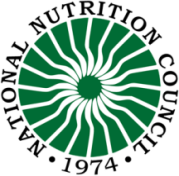 NATIONAL NUTRITION COUNCIL
• 1974 •